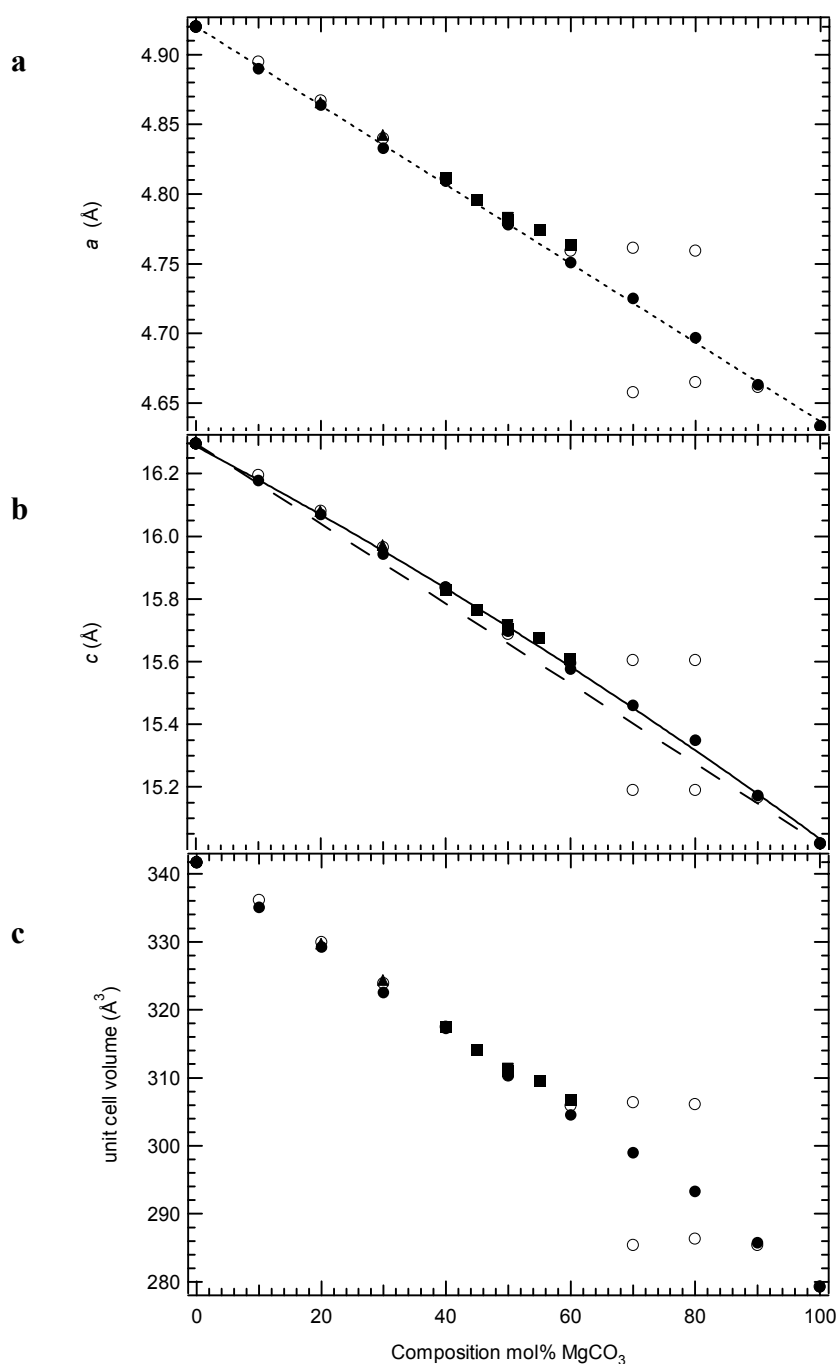 a
4.90
4.85
4.80
4.75
4.70
4.65
a (Å)
b
16.2
16.0
15.8
15.6
15.4
15.2
c (Å)
c
340
330
320
310
300
290
280
unit cell volume (Å³)
0 20 40 60 80 100
Composition mol% MgCO₃